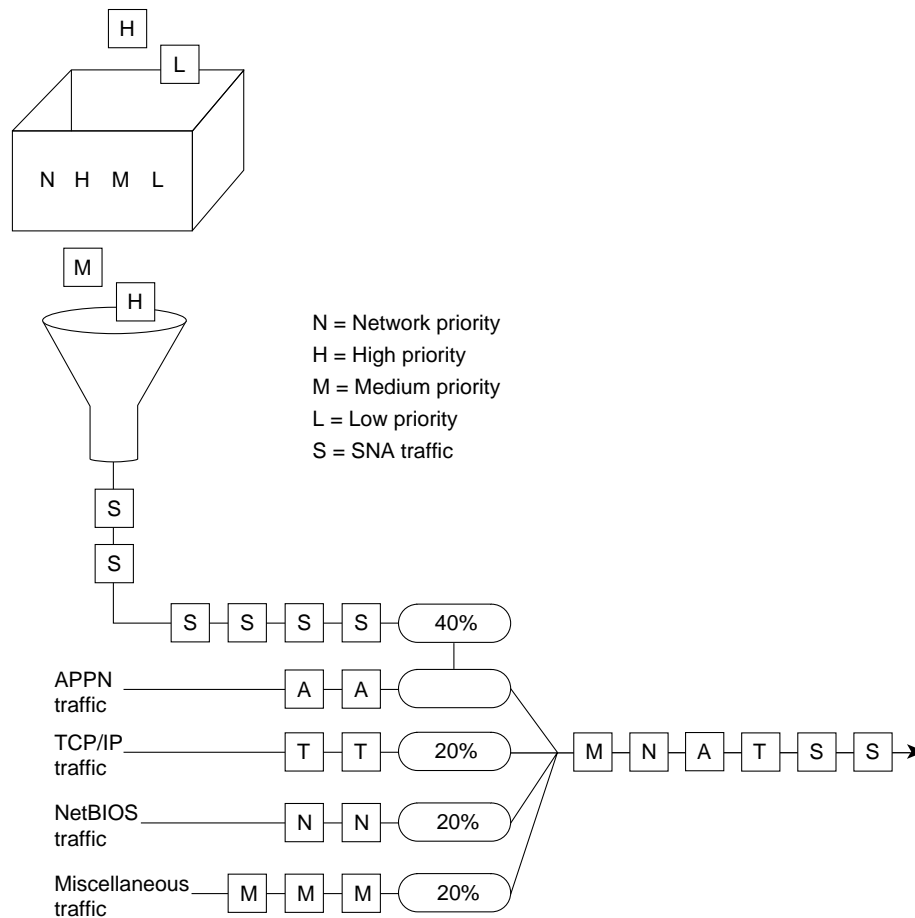 H
L
N H M L
M
H
N = Network priority
H = High priority
M = Medium priority
L = Low priority
S = SNA traffic
S
S
S S S S 40%
APPN
traffic
A A
TCP/IP
traffic
T T 20%
M N A T S S
NetBIOS
traffic
N N 20%
Miscellaneous
traffic
M M M 20%